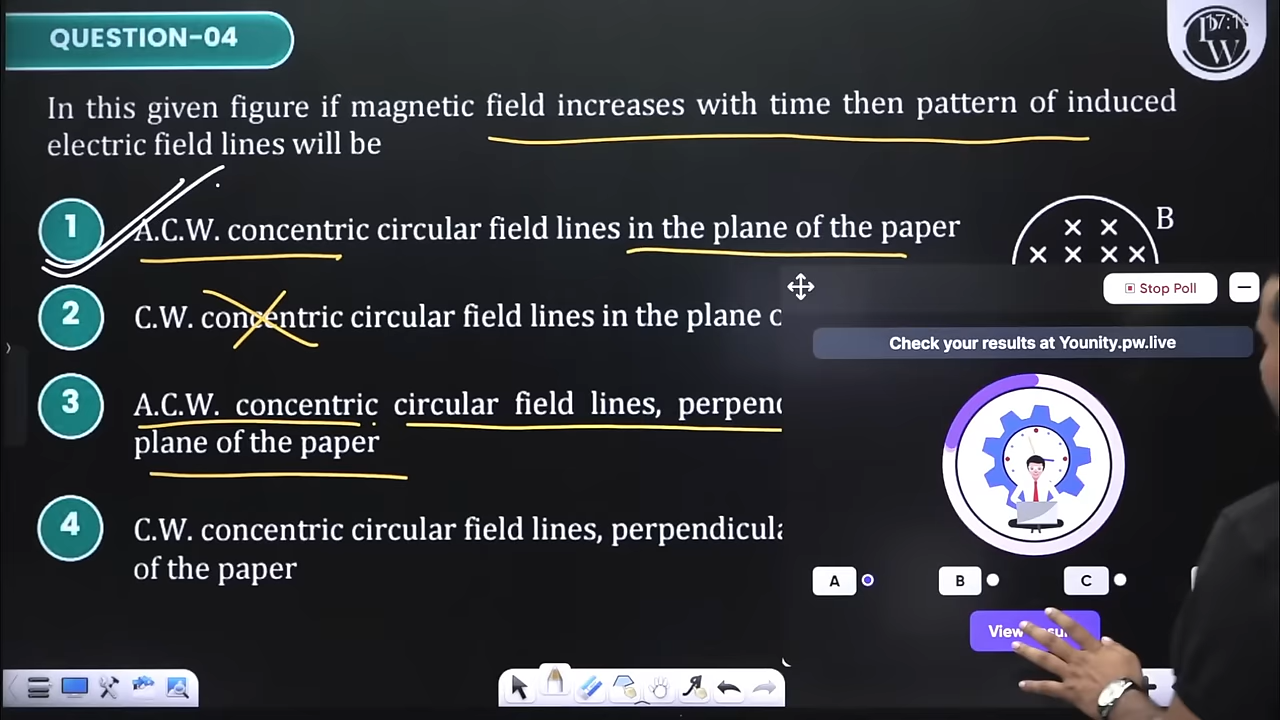 QUESTION-04
In this given figure if magnetic field increases with time then pattern of induced
electric field lines will be
1 A.C.W. concentric circular field lines in the plane of the paper
B
× ×
× × × ×
2 C.W. concentric circular field lines in the plane
Stop Poll
Check your results at Younity.pw.live
3 A.C.W. concentric circular field lines,
plane of the paper
4 C.W. concentric circular field lines,
of the paper
A B C
View